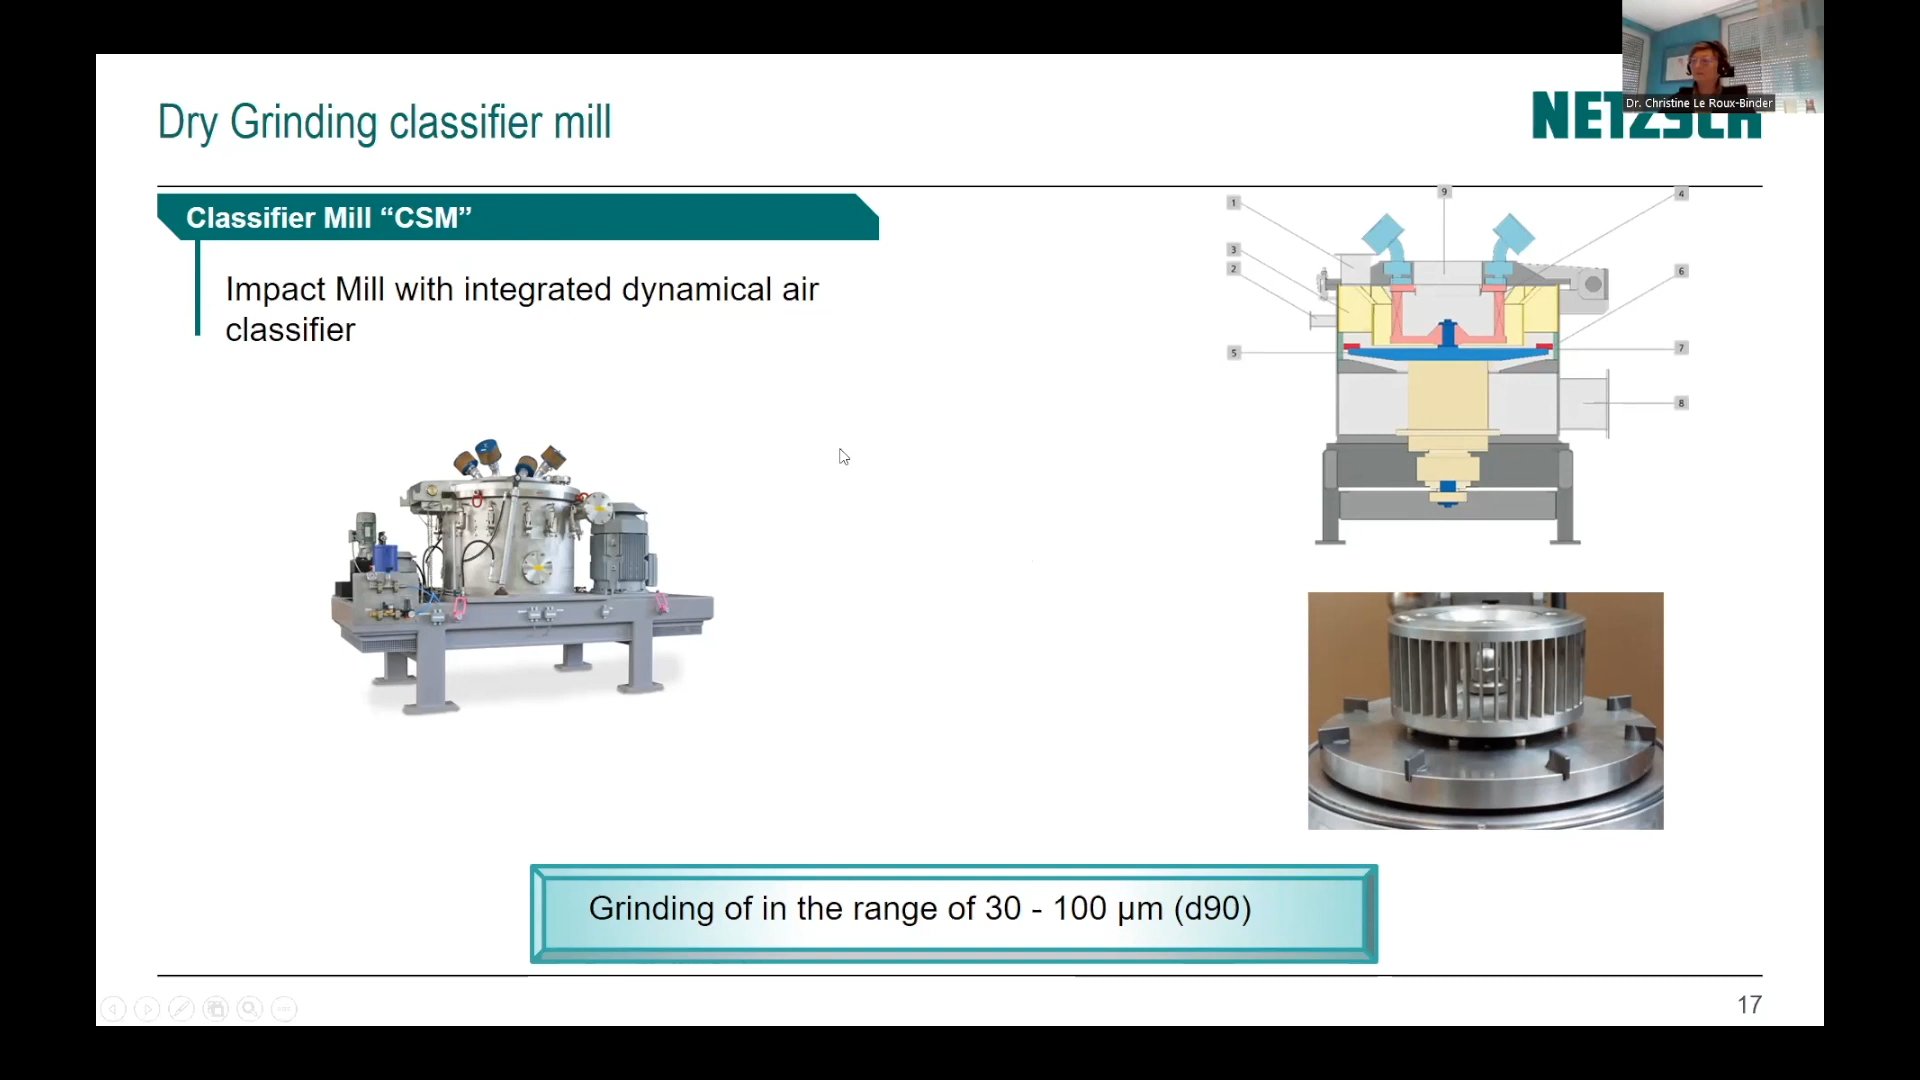 Dr. Christine Le Roux-Binder
Dry Grinding classifier mill
NETZSCH
Classifier Mill “CSM”
Impact Mill with integrated dynamical air
classifier
1
9
4
3
2
6
5
7
8
Grinding of in the range of 30 - 100 µm (d90)
17